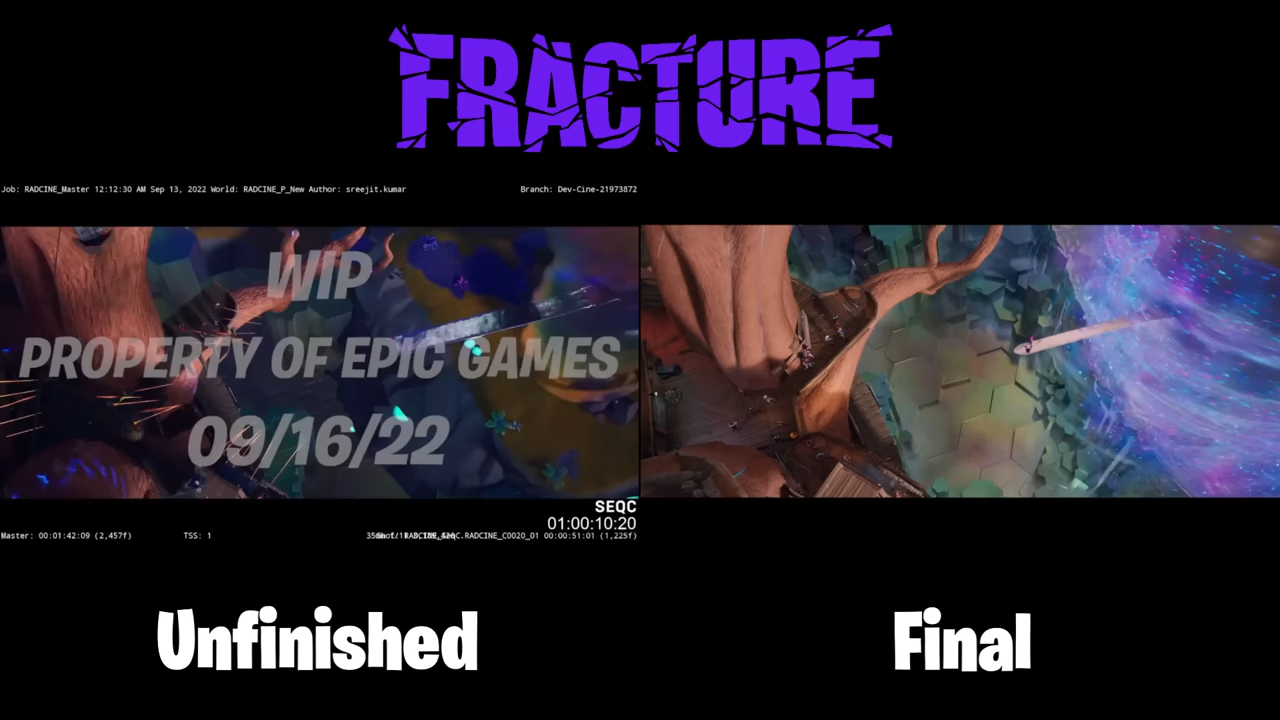 FRACTURE
Job: RADCINE_Master 12:12:30 AM Sep 13, 2022 World: RADCINE_P_New Author: sreejit.kumar
Branch: Dev-Cine-21973872
WIP
PROPERTY OF EPIC GAMES
09/16/22
SEQC
01:00:10:20
Master: 00:01:42:09 (2,457f)
TSS: 1
RADCINE_C0020_01 00:00:51:01 (1,225f)
Unfinished
Final